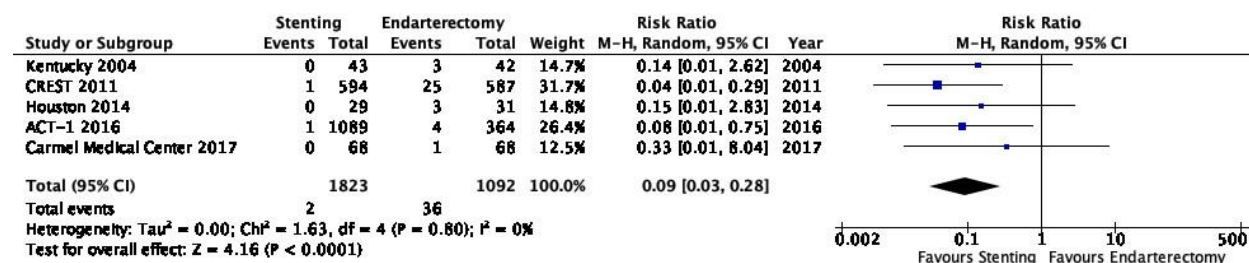 Stenting Endarterectomy Risk Ratio Risk Ratio
Study or Subgroup Events Total Events Total Weight M-H, Random, 95% CI Year M-H, Random, 95% CI
Kentucky 2004 0 43 3 42 14.7% 0.14 [0.01, 2.62] 2004
CREST 2011 1 594 25 587 31.7% 0.04 [0.01, 0.29] 2011
Houston 2014 0 29 3 31 14.8% 0.15 [0.01, 2.83] 2014
ACT-1 2016 1 1089 4 364 26.4% 0.08 [0.01, 0.75] 2016
Carmel Medical Center 2017 0 68 1 68 12.5% 0.33 [0.01, 8.04] 2017
Total (95% CI) 1823 1092 100.0% 0.09 [0.03, 0.28]
Total events 2 36
Heterogeneity: Tau² = 0.00; Chi² = 1.63, df = 4 (P = 0.80); I² = 0%
Test for overall effect: Z = 4.16 (P < 0.0001)
0.002 0.1 1 10 500
Favours Stenting Favours Endarterectomy